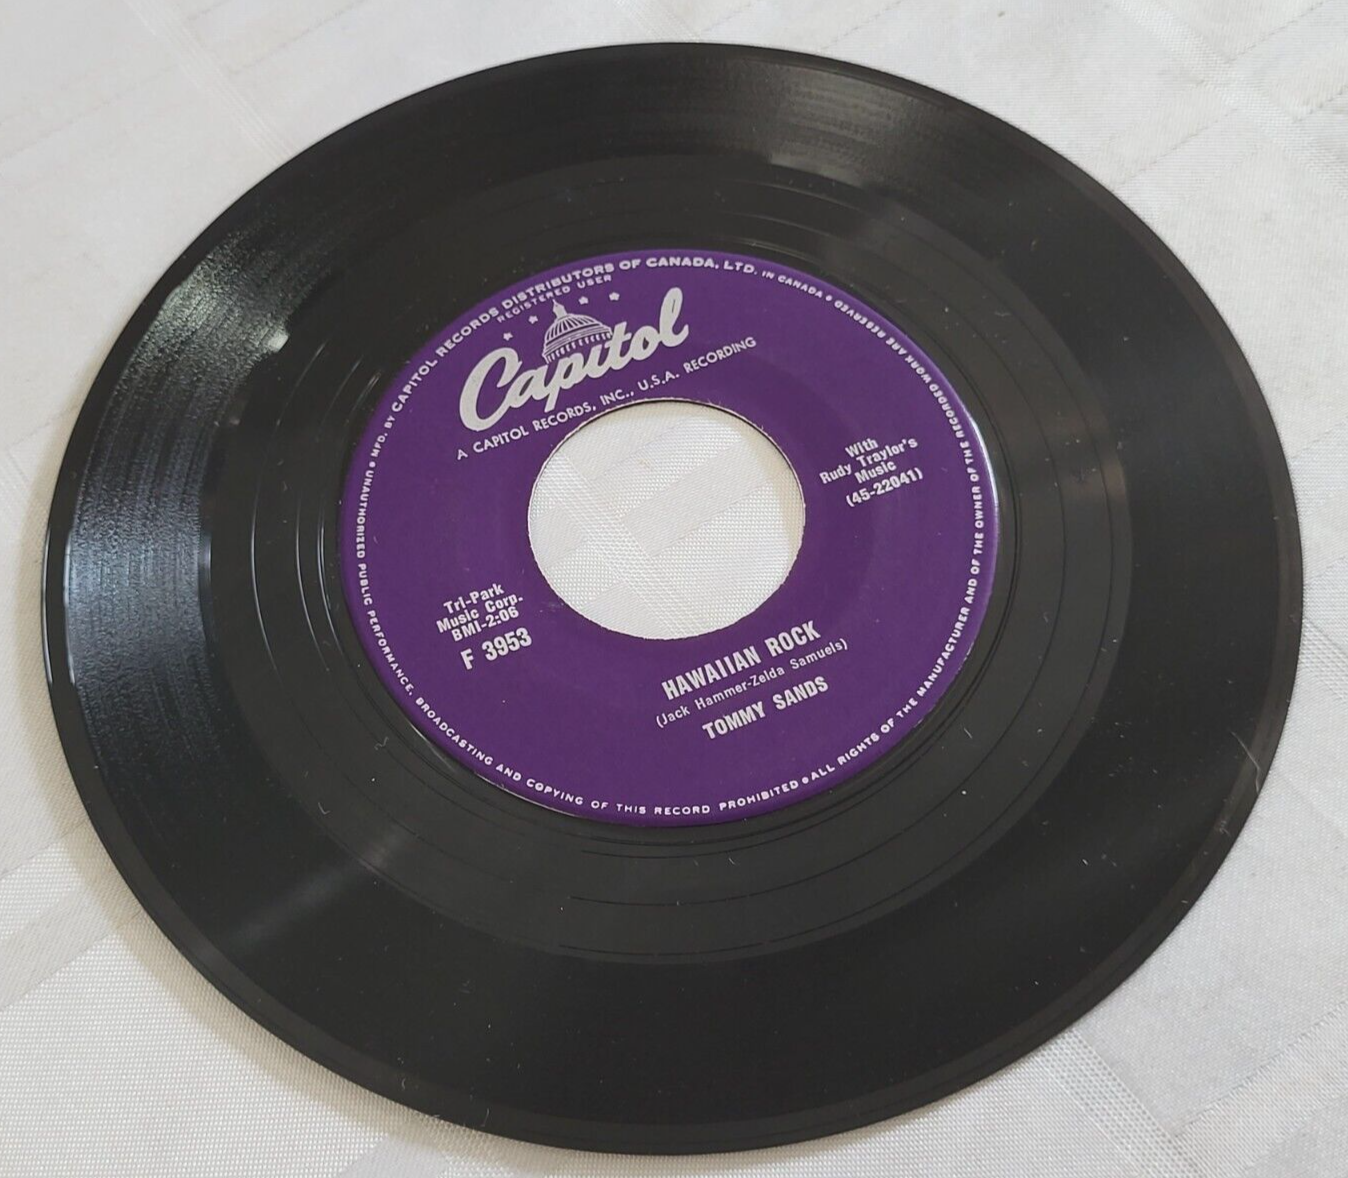 MFD. BY CAPITOL RECORDS DISTRIBUTORS OF CANADA, LTD. IN CANADA • UNAUTHORIZED PUBLIC PERFORMANCE, BROADCASTING AND COPYING OF THIS RECORD PROHIBITED • ALL RIGHTS OF THE MANUFACTURER AND OF THE OWNER OF THE RECORDED WORK ARE RESERVED •
REGISTERED USER
Capitol
A CAPITOL RECORDS, INC., U.S.A. RECORDING
With
Rudy Traylor's
Music
(45-22041)
Tri-Park
Music Corp.
BMI-2:06
F 3953
HAWAIIAN ROCK
(Jack Hammer-Zelda Samuels)
TOMMY SANDS